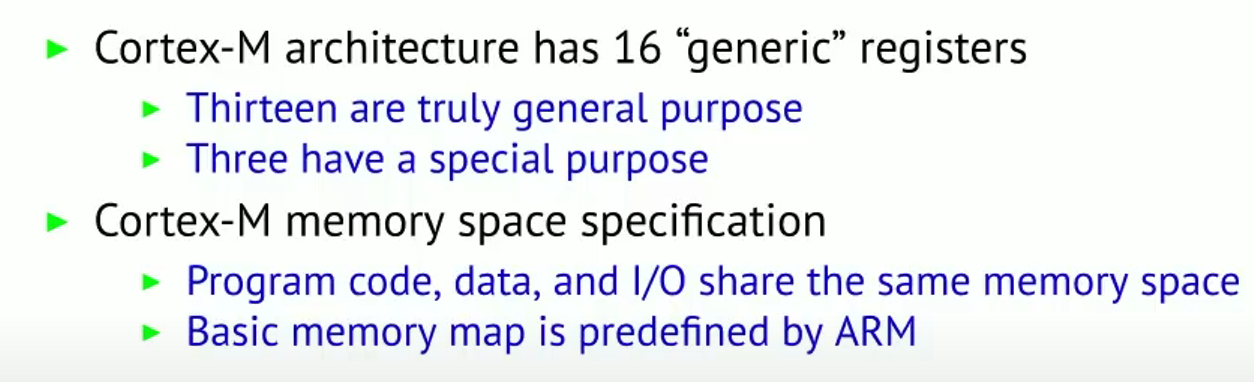 Cortex-M architecture has 16 “generic” registers
Thirteen are truly general purpose
Three have a special purpose
Cortex-M memory space specification
Program code, data, and I/O share the same memory space
Basic memory map is predefined by ARM